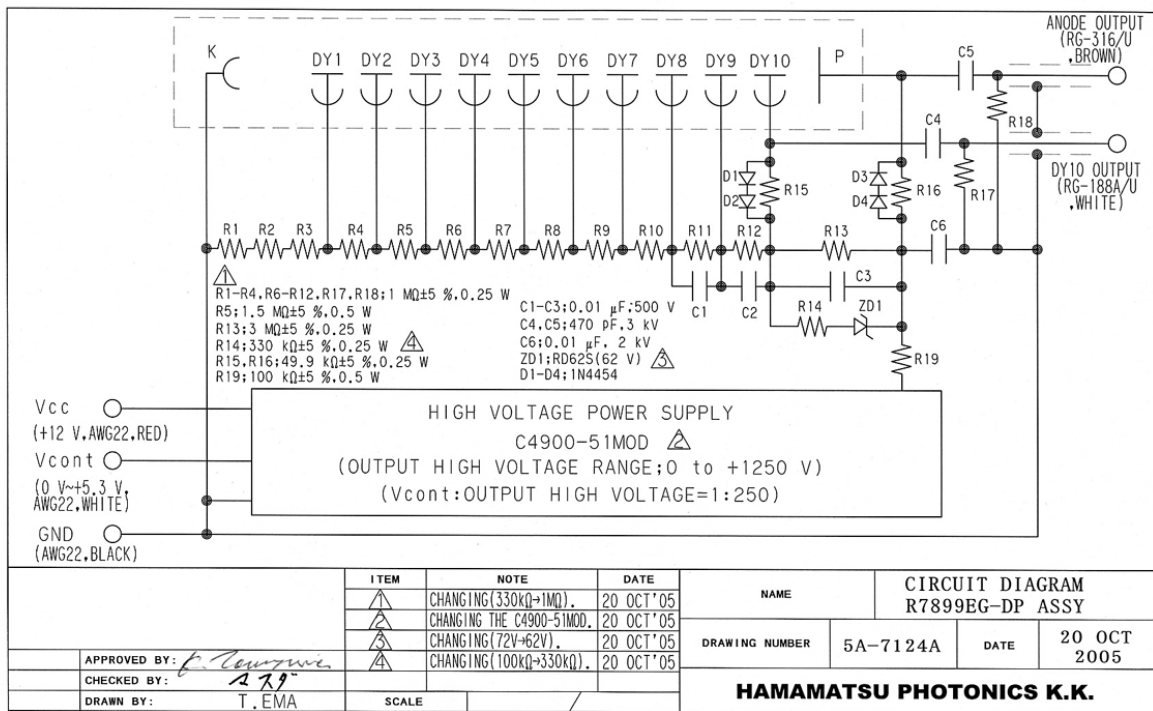 ANODE OUTPUT
(RG-316/U
,BROWN)
K DY1 DY2 DY3 DY4 DY5 DY6 DY7 DY8 DY9 DY10 P C5
R18
C4
DY10 OUTPUT
(RG-188A/U
,WHITE)
D1 D2 R15 D3 D4 R16 R17
R1 R2 R3 R4 R5 R6 R7 R8 R9 R10 R11 R12 R13 C6
1
C1 C2 C3
R14 ZD1
R19
R1-R4,R6-R12,R17,R18;1 MΩ±5 %,0.25 W
R5;1.5 MΩ±5 %,0.5 W
R13;3 MΩ±5 %,0.25 W
R14;330 kΩ±5 %,0.25 W 4
R15,R16;49.9 kΩ±5 %,0.25 W
R19;100 kΩ±5 %,0.5 W
C1-C3;0.01 μF,500 V
C4,C5;470 pF,3 kV
C6;0.01 μF, 2 kV
ZD1;RD62S(62 V) 3
D1-D4;1N4454
Vcc
(+12 V,AWG22,RED)
Vcont
(0 V~+5.3 V,
AWG22,WHITE)
GND
(AWG22,BLACK)
HIGH VOLTAGE POWER SUPPLY
C4900-51MOD 2
(OUTPUT HIGH VOLTAGE RANGE;0 to +1250 V)
(Vcont:OUTPUT HIGH VOLTAGE=1:250)
ITEM NOTE DATE
1 CHANGING(330kΩ→1MΩ). 20 OCT'05
2 CHANGING THE C4900-51MOD. 20 OCT'05
3 CHANGING(72V→62V). 20 OCT'05
4 CHANGING(100kΩ→330kΩ). 20 OCT'05
APPROVED BY:
CHECKED BY:
DRAWN BY: T.EMA
SCALE /
NAME CIRCUIT DIAGRAM
R7899EG-DP ASSY
DRAWING NUMBER 5A-7124A DATE 20 OCT
2005
HAMAMATSU PHOTONICS K.K.